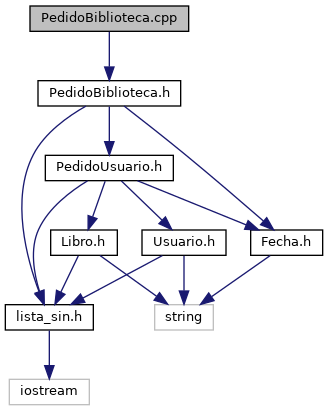 PedidoBiblioteca.cpp
PedidoBiblioteca.h
PedidoUsuario.h
Libro.h
Usuario.h
Fecha.h
lista_sin.h
string
iostream